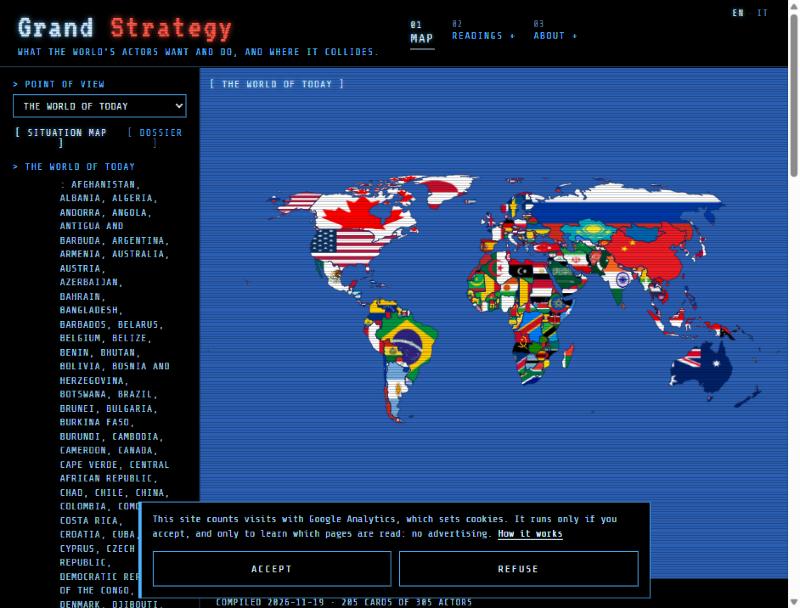 Grand Strategy
WHAT THE WORLD'S ACTORS WANT AND DO, AND WHERE IT COLLIDES.
01
MAP
02
READINGS +
03
ABOUT +
EN IT
> POINT OF VIEW
THE WORLD OF TODAY
[ SITUATION MAP ]
[ DOSSIER ]
> THE WORLD OF TODAY
: AFGHANISTAN,
ALBANIA, ALGERIA,
ANDORRA, ANGOLA,
ANTIGUA AND
BARBUDA, ARGENTINA,
ARMENIA, AUSTRALIA,
AUSTRIA,
AZERBAIJAN,
BAHRAIN,
BANGLADESH,
BARBADOS, BELARUS,
BELGIUM, BELIZE,
BENIN, BHUTAN,
BOLIVIA, BOSNIA AND
HERZEGOVINA,
BOTSWANA, BRAZIL,
BRUNEI, BULGARIA,
BURKINA FASO,
BURUNDI, CAMBODIA,
CAMEROON, CANADA,
CAPE VERDE, CENTRAL
AFRICAN REPUBLIC,
CHAD, CHILE, CHINA,
COLOMBIA,
COSTA RICA,
CROATIA, CUBA,
CYPRUS, CZECH
REPUBLIC,
DEMOCRATIC
OF THE CONGO,
DENMARK, DJIBOUTI,
[ THE WORLD OF TODAY ]
This site counts visits with Google Analytics, which sets cookies. It runs only if you
accept, and only to learn which pages are read: no advertising. How it works
ACCEPT
REFUSE
COMPILED 2026-11-19 · 205 CARDS OF 305 ACTORS